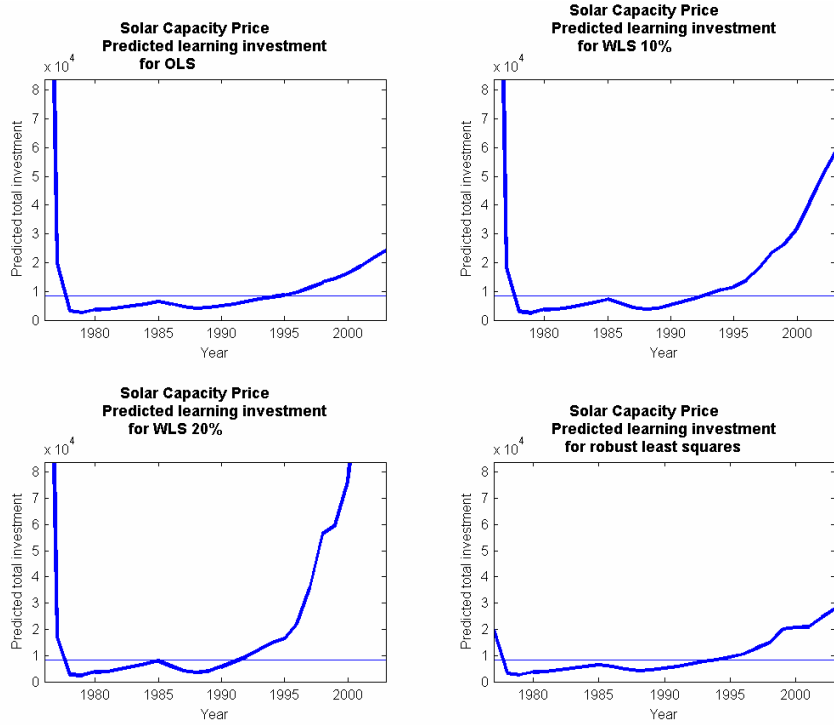 Solar Capacity Price
Predicted learning investment
for OLS
x 10^4
8
7
6
5
4
3
2
1
0
1980 1985 1990 1995 2000
Year
Predicted total investment
Solar Capacity Price
Predicted learning investment
for WLS 10%
x 10^4
8
7
6
5
4
3
2
1
0
1980 1985 1990 1995 2000
Year
Predicted total investment
Solar Capacity Price
Predicted learning investment
for WLS 20%
x 10^4
8
7
6
5
4
3
2
1
0
1980 1985 1990 1995 2000
Year
Predicted total investment
Solar Capacity Price
Predicted learning investment
for robust least squares
x 10^4
8
7
6
5
4
3
2
1
0
1980 1985 1990 1995 2000
Year
Predicted total investment